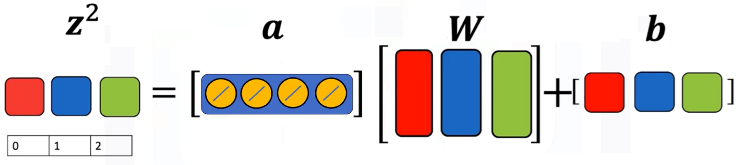 z² a W b
= [ ] [ ] + [ ]
0 1 2